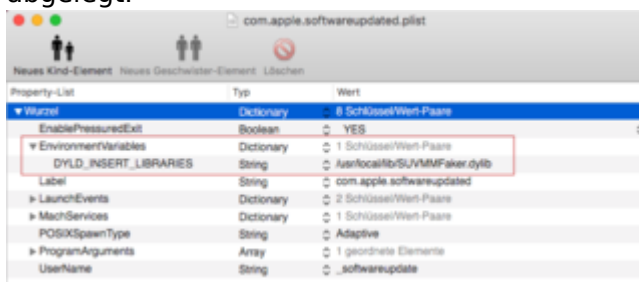 abgelegt.
com.apple.softwareupdated.plist
Neues Kind-Element Neues Geschwister-Element Löschen
Property-List Typ Wert
Wurzel Dictionary 8 Schlüssel/Wert-Paare
EnablePressuredExit Boolean YES
EnvironmentVariables Dictionary 1 Schlüssel/Wert-Paare
DYLD_INSERT_LIBRARIES String /usr/local/lib/SUVMMFaker.dylib
Label String com.apple.softwareupdated
LaunchEvents Dictionary 2 Schlüssel/Wert-Paare
MachServices Dictionary 1 Schlüssel/Wert-Paare
POSIXSpawnType String Adaptive
ProgramArguments Array 1 geordnete Elemente
UserName String _softwareupdate